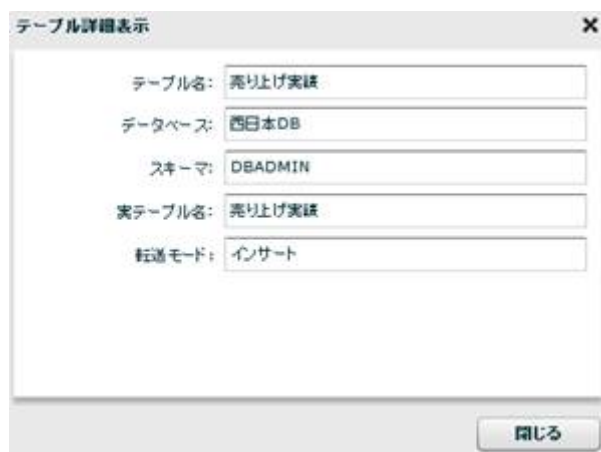 テーブル詳細表示
テーブル名: 売り上げ実績
データベース: 西日本DB
スキーマ: DBADMIN
実テーブル名: 売り上げ実績
転送モード: インサート
閉じる